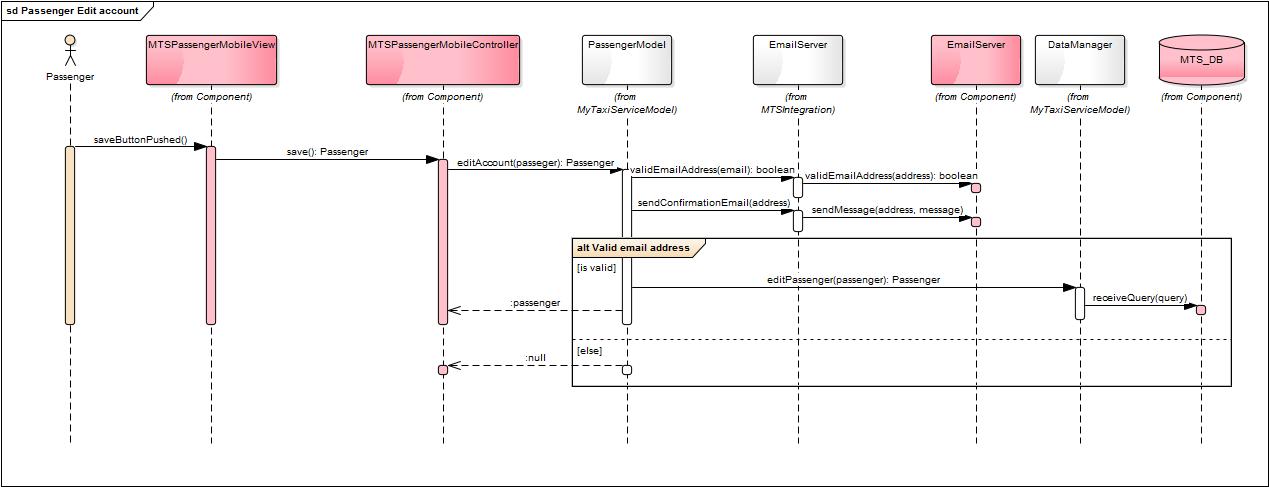 sd Passenger Edit account
Passenger
MTSPassengerMobileView
(from Component)
MTSPassengerMobileController
(from Component)
PassengerModel
(from
MyTaxiServiceModel)
EmailServer
(from
MTSIntegration)
EmailServer
(from Component)
DataManager
(from
MyTaxiServiceModel)
MTS_DB
(from Component)
saveButtonPushed()
save(): Passenger
editAccount(passeger): Passenger
validEmailAddress(email): boolean
validEmailAddress(address): boolean
sendConfirmationEmail(address)
sendMessage(address, message)
alt Valid email address
[is valid]
editPassenger(passenger): Passenger
receiveQuery(query)
:passenger
[else]
:null